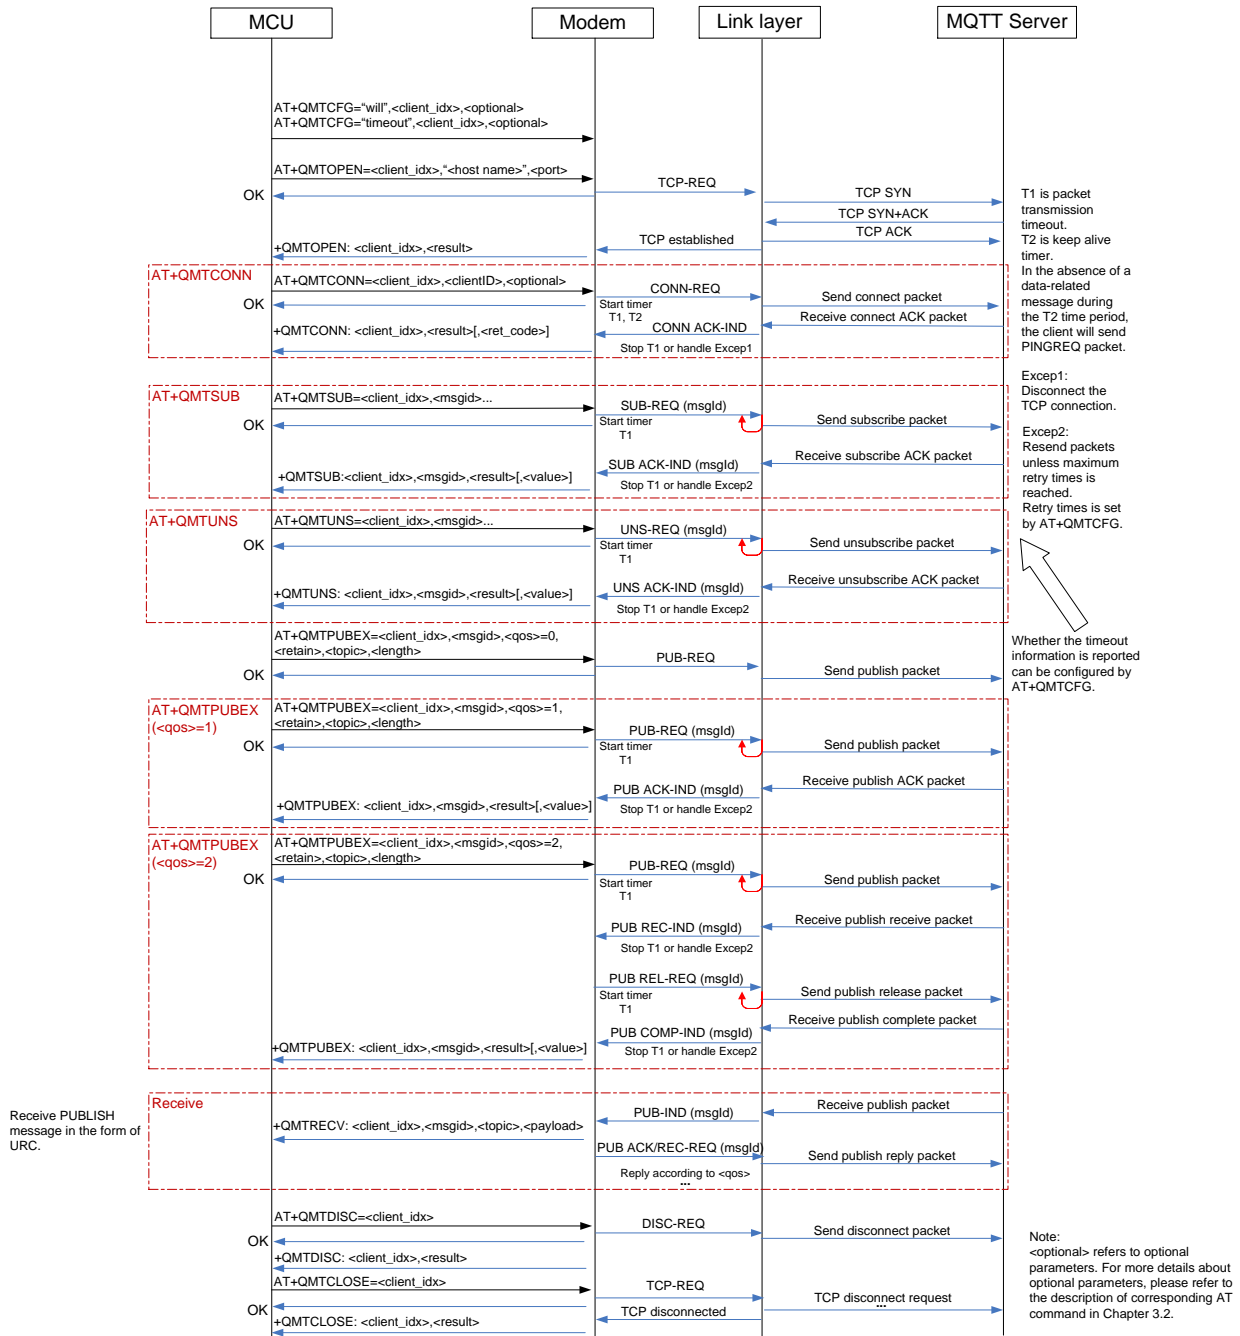 MCU
Modem
Link layer
MQTT Server
AT+QMTCFG=“will”,<client_idx>,<optional>
AT+QMTCFG=“timeout”,<client_idx>,<optional>
AT+QMTOPEN=<client_idx>,“<host name>”,<port>
OK
TCP-REQ
TCP SYN
TCP SYN+ACK
TCP ACK
+QMTOPEN: <client_idx>,<result>
TCP established
T1 is packet
transmission
timeout.
T2 is keep alive
timer.
In the absence of a
data-related
message during
the T2 time period,
the client will send
PINGREQ packet.
AT+QMTCONN
AT+QMTCONN=<client_idx>,<clientID>,<optional>
OK
CONN-REQ
Start timer
T1, T2
Send connect packet
Receive connect ACK packet
+QMTCONN: <client_idx>,<result>[,<ret_code>]
CONN ACK-IND
Stop T1 or handle Excep1
Excep1:
Disconnect the
TCP connection.
Excep2:
Resend packets
unless maximum
retry times is
reached.
Retry times is set
by AT+QMTCFG.
AT+QMTSUB
AT+QMTSUB=<client_idx>,<msgid>...
OK
SUB-REQ (msgId)
Start timer
T1
Send subscribe packet
Receive subscribe ACK packet
SUB ACK-IND (msgId)
+QMTSUB:<client_idx>,<msgid>,<result>[,<value>]
Stop T1 or handle Excep2
AT+QMTUNS
AT+QMTUNS=<client_idx>,<msgid>...
OK
UNS-REQ (msgId)
Start timer
T1
Send unsubscribe packet
Receive unsubscribe ACK packet
UNS ACK-IND (msgId)
+QMTUNS: <client_idx>,<msgid>,<result>[,<value>]
Stop T1 or handle Excep2
Whether the timeout
information is reported
can be configured by
AT+QMTCFG.
AT+QMTPUBEX=<client_idx>,<msgid>,<qos>=0,
<retain>,<topic>,<length>
OK
PUB-REQ
Send publish packet
AT+QMTPUBEX
(<qos>=1)
AT+QMTPUBEX=<client_idx>,<msgid>,<qos>=1,
<retain>,<topic>,<length>
OK
PUB-REQ (msgId)
Start timer
T1
Send publish packet
Receive publish ACK packet
PUB ACK-IND (msgId)
+QMTPUBEX: <client_idx>,<msgid>,<result>[,<value>]
Stop T1 or handle Excep2
AT+QMTPUBEX
(<qos>=2)
AT+QMTPUBEX=<client_idx>,<msgid>,<qos>=2,
<retain>,<topic>,<length>
OK
PUB-REQ (msgId)
Start timer
T1
Send publish packet
Receive publish receive packet
PUB REC-IND (msgId)
Stop T1 or handle Excep2
PUB REL-REQ (msgId)
Start timer
T1
Send publish release packet
Receive publish complete packet
PUB COMP-IND (msgId)
+QMTPUBEX: <client_idx>,<msgid>,<result>[,<value>]
Stop T1 or handle Excep2
Receive PUBLISH
message in the form of
URC.
Receive
Receive publish packet
PUB-IND (msgId)
+QMTRECV: <client_idx>,<msgid>,<topic>,<payload>
PUB ACK/REC-REQ (msgId)
Send publish reply packet
Reply according to <qos>
...
AT+QMTDISC=<client_idx>
OK
DISC-REQ
Send disconnect packet
+QMTDISC: <client_idx>,<result>
AT+QMTCLOSE=<client_idx>
OK
TCP-REQ
TCP disconnect request
...
TCP disconnected
+QMTCLOSE: <client_idx>,<result>
Note:
<optional> refers to optional
parameters. For more details about
optional parameters, please refer to
the description of corresponding AT
command in Chapter 3.2.